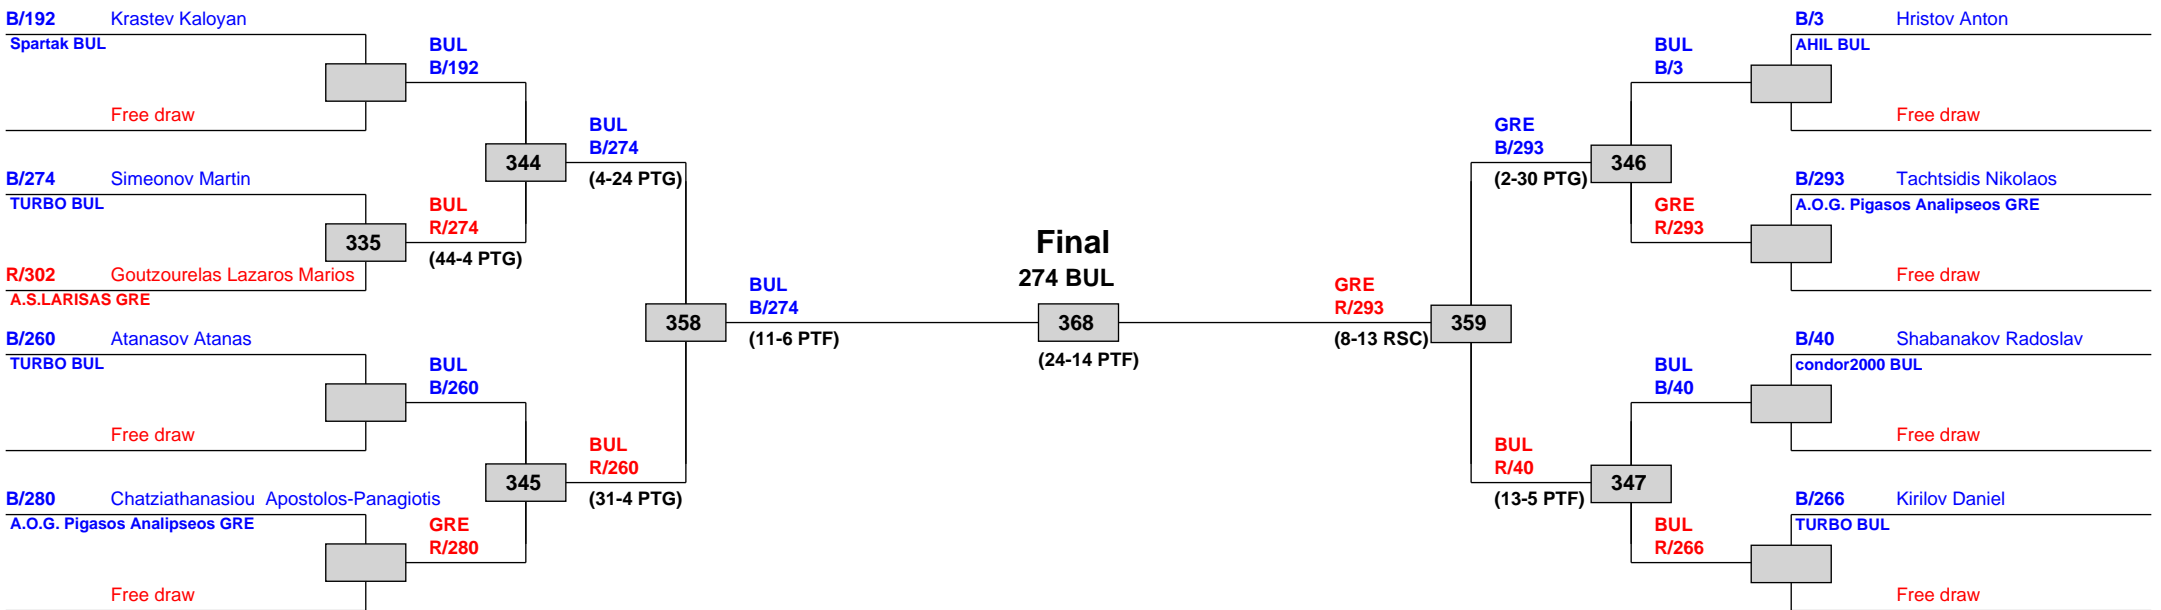 B/192 Krastev Kaloyan
Spartak BUL
Free draw
BUL
B/192
B/274 Simeonov Martin
TURBO BUL
335
R/302 Goutzourelas Lazaros Marios
A.S.LARISAS GRE
BUL
R/274
(44-4 PTG)
344
BUL
B/274
(4-24 PTG)
B/260 Atanasov Atanas
TURBO BUL
Free draw
BUL
B/260
B/280 Chatziathanasiou Apostolos-Panagiotis
A.O.G. Pigasos Analipseos GRE
Free draw
GRE
R/280
345
BUL
R/260
(31-4 PTG)
358
BUL
B/274
(11-6 PTF)
Final
274 BUL
368
(24-14 PTF)
GRE
R/293
(8-13 RSC)
359
GRE
B/293
(2-30 PTG)
346
BUL
B/3
B/3 Hristov Anton
AHIL BUL
Free draw
GRE
R/293
B/293 Tachtsidis Nikolaos
A.O.G. Pigasos Analipseos GRE
Free draw
BUL
R/40
(13-5 PTF)
347
BUL
B/40
B/40 Shabanakov Radoslav
condor2000 BUL
Free draw
BUL
R/266
B/266 Kirilov Daniel
TURBO BUL
Free draw